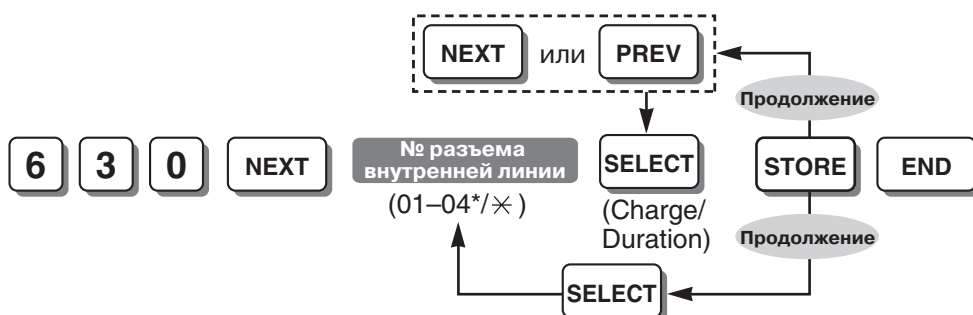 NEXT или PREV
Продолжение
6 3 0 NEXT № разъема внутренней линии SELECT STORE END
(01–04*/✳)
(Charge/
Duration)
Продолжение
SELECT